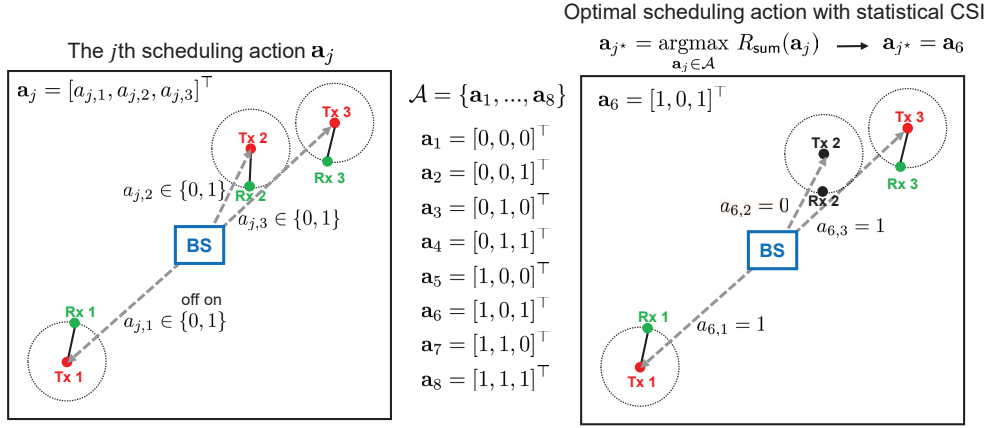 The jth scheduling action a_j
a_j = [a_{j,1}, a_{j,2}, a_{j,3}]^⊤
Tx 3
Tx 2
Rx 3
a_{j,2} ∈ {0, 1}
Rx 2
a_{j,3} ∈ {0, 1}
BS
off on
Rx 1
a_{j,1} ∈ {0, 1}
Tx 1
𝒜 = {a_1, ..., a_8}
a_1 = [0, 0, 0]^⊤
a_2 = [0, 0, 1]^⊤
a_3 = [0, 1, 0]^⊤
a_4 = [0, 1, 1]^⊤
a_5 = [1, 0, 0]^⊤
a_6 = [1, 0, 1]^⊤
a_7 = [1, 1, 0]^⊤
a_8 = [1, 1, 1]^⊤
Optimal scheduling action with statistical CSI
a_{j⋆} = argmax R_sum(a_j) → a_{j⋆} = a_6
a_j∈𝒜
a_6 = [1, 0, 1]^⊤
Tx 3
Tx 2
Rx 3
Rx 2
a_{6,2} = 0
a_{6,3} = 1
BS
Rx 1
a_{6,1} = 1
Tx 1